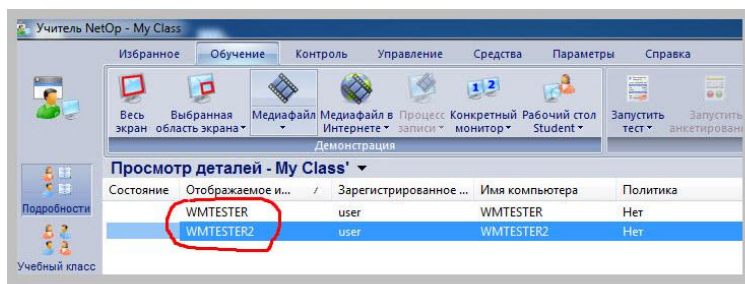 Учитель NetOp - My Class
Избранное Обучение Контроль Управление Средства Параметры Справка
Весь экран
Выбранная область экрана
Медиафайл
Медиафайл в Интернете
Процесс записи
Конкретный монитор
Рабочий стол Student
Запустить тест
Запустить анкетирован
Демонстрация
Просмотр деталей - My Class'
Состояние Отображаемое и... Зарегистрированное ... Имя компьютера Политика
WMTESTER user WMTESTER Нет
WMTESTER2 user WMTESTER2 Нет
Подробности
Учебный класс